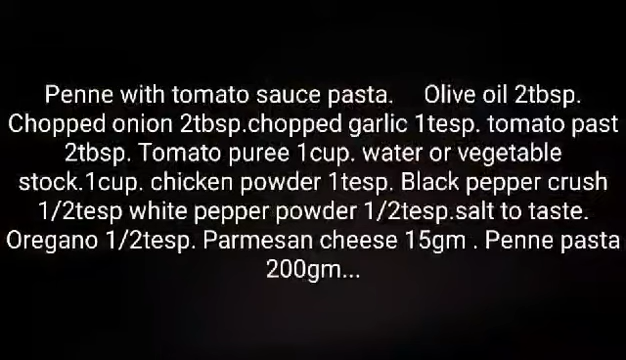 Penne with tomato sauce pasta.    Olive oil 2tbsp.
Chopped onion 2tbsp.chopped garlic 1tesp. tomato past
2tbsp. Tomato puree 1cup. water or vegetable
stock.1cup. chicken powder 1tesp. Black pepper crush
1/2tesp white pepper powder 1/2tesp.salt to taste.
Oregano 1/2tesp. Parmesan cheese 15gm . Penne pasta
200gm...